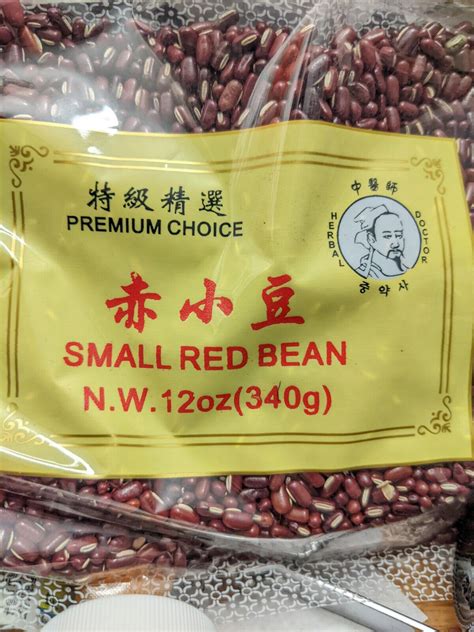 特級精選
PREMIUM CHOICE
中醫師
HERBAL DOCTOR
중약사
赤小豆
SMALL RED BEAN
N.W.12oz(340g)